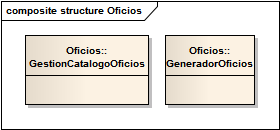 composite structure Oficios
Oficios::
GestionCatalogoOficios
Oficios::
GeneradorOficios